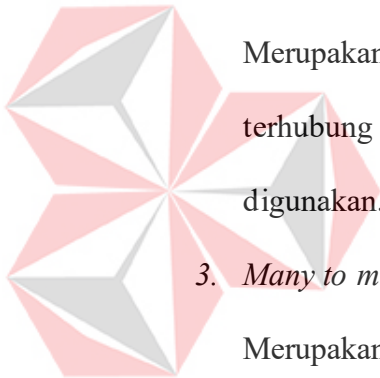 Merupakan
terhubung
digunakan.
3. Many to m
Merupakan